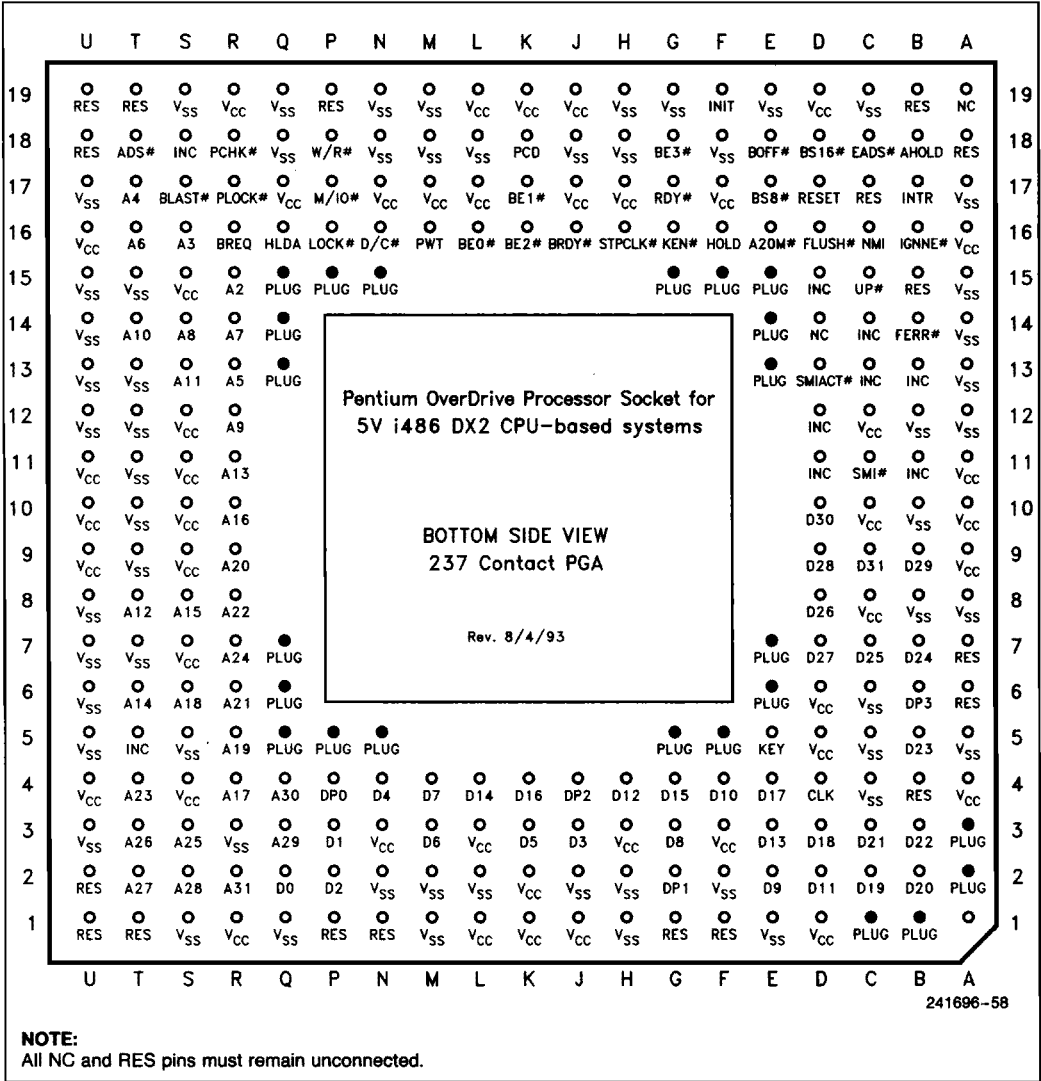 U T S R Q P N M L K J H G F E D C B A
19 RES RES VSS VCC VSS RES VSS VSS VCC VCC VCC VSS VSS INIT VSS VCC VSS RES NC 19
18 RES ADS# INC PCHK# VSS W/R# VSS VSS VSS PCD VSS VSS BE3# VSS BOFF# BS16# EADS# AHOLD RES 18
17 VSS A4 BLAST# PLOCK# VCC M/IO# VCC VCC VCC BE1# VCC VCC RDY# VCC BS8# RESET RES INTR VSS 17
16 VCC A6 A3 BREQ HLDA LOCK# D/C# PWT BE0# BE2# BRDY# STPCLK# KEN# HOLD A20M# FLUSH# NMI IGNNE# VCC 16
15 VSS VSS VCC A2 PLUG PLUG PLUG PLUG PLUG PLUG INC UP# RES VSS 15
14 VSS A10 A8 A7 PLUG PLUG NC INC FERR# VSS 14
13 VSS VSS A11 A5 PLUG PLUG SMIACT# INC INC VSS 13
Pentium OverDrive Processor Socket for
5V i486 DX2 CPU-based systems
12 VSS VSS VCC A9 INC VCC VSS VSS 12
11 VCC VSS VCC A13 INC SMI# INC VCC 11
10 VCC VSS VCC A16 D30 VCC VSS VCC 10
BOTTOM SIDE VIEW
237 Contact PGA
9 VCC VSS VCC A20 D28 D31 D29 VCC 9
8 VSS A12 A15 A22 D26 VCC VSS VSS 8
Rev. 8/4/93
7 VSS VSS VCC A24 PLUG PLUG D27 D25 D24 RES 7
6 VSS A14 A18 A21 PLUG PLUG VCC VSS DP3 RES 6
5 VSS INC VSS A19 PLUG PLUG PLUG PLUG PLUG KEY VCC VSS D23 VSS 5
4 VCC A23 VCC A17 A30 DP0 D4 D7 D14 D16 DP2 D12 D15 D10 D17 CLK VSS RES VCC 4
3 VSS A26 A25 VSS A29 D1 VCC D6 VCC D5 D3 VCC D8 VCC D13 D18 D21 D22 PLUG 3
2 RES A27 A28 A31 D0 D2 VSS VSS VSS VCC VSS VSS DP1 VSS D9 D11 D19 D20 PLUG 2
1 RES RES VSS VCC VSS RES RES VSS VCC VCC VCC VSS RES RES VSS VCC PLUG PLUG 1
U T S R Q P N M L K J H G F E D C B A
241696-58
NOTE:
All NC and RES pins must remain unconnected.